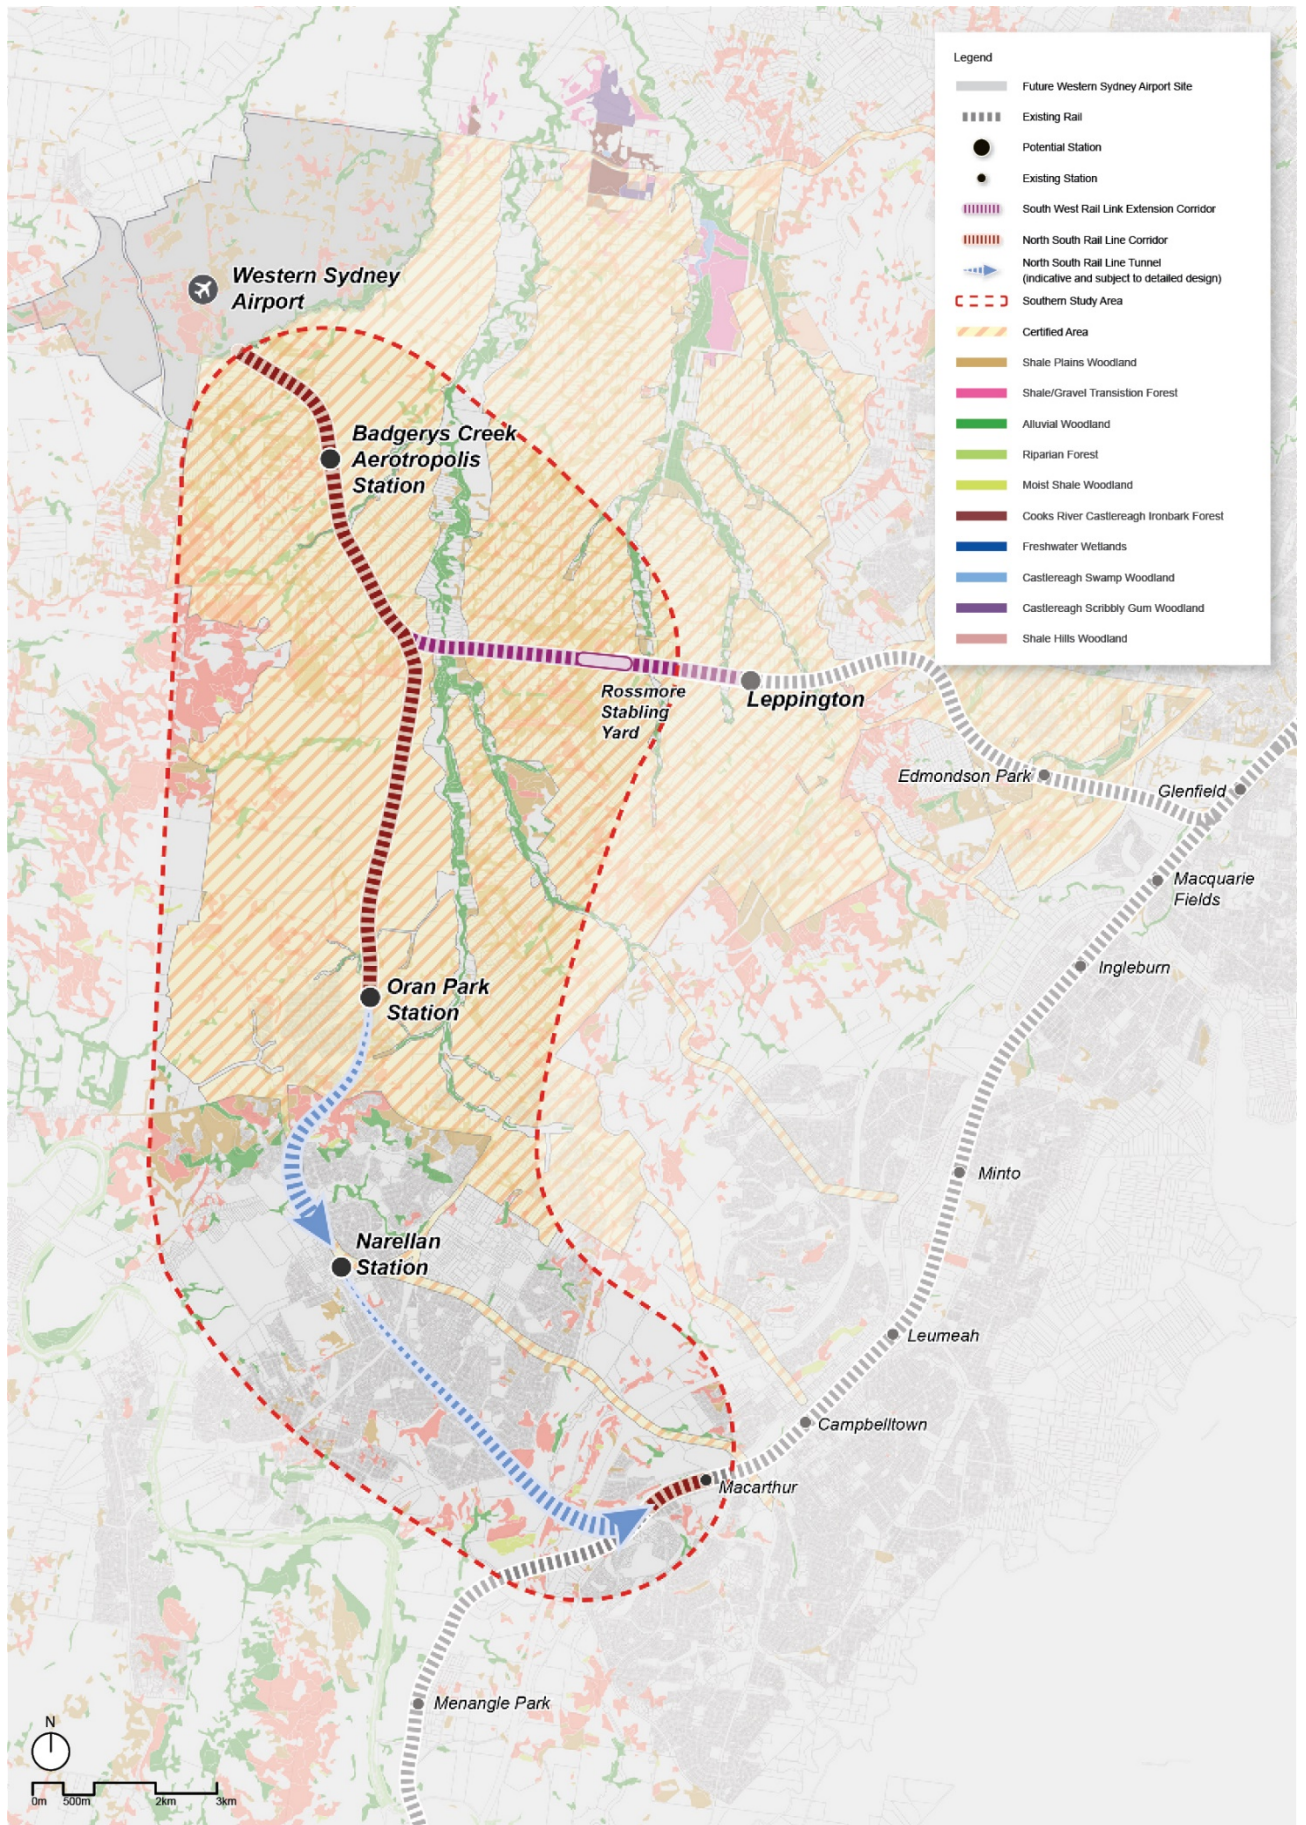 Legend
Future Western Sydney Airport Site
Existing Rail
Potential Station
Existing Station
South West Rail Link Extension Corridor
North South Rail Line Corridor
North South Rail Line Tunnel
(indicative and subject to detailed design)
Southern Study Area
Certified Area
Shale Plains Woodland
Shale/Gravel Transistion Forest
Alluvial Woodland
Riparian Forest
Moist Shale Woodland
Cooks River Castlereagh Ironbark Forest
Freshwater Wetlands
Castlereagh Swamp Woodland
Castlereagh Scribbly Gum Woodland
Shale Hills Woodland
Western Sydney
Airport
Badgerys Creek
Aerotropolis
Station
Rossmore
Stabling
Yard
Leppington
Edmondson Park
Glenfield
Macquarie
Fields
Ingleburn
Oran Park
Station
Minto
Narellan
Station
Leumeah
Campbelltown
Macarthur
Menangle Park
N
0m 500m 2km 3km